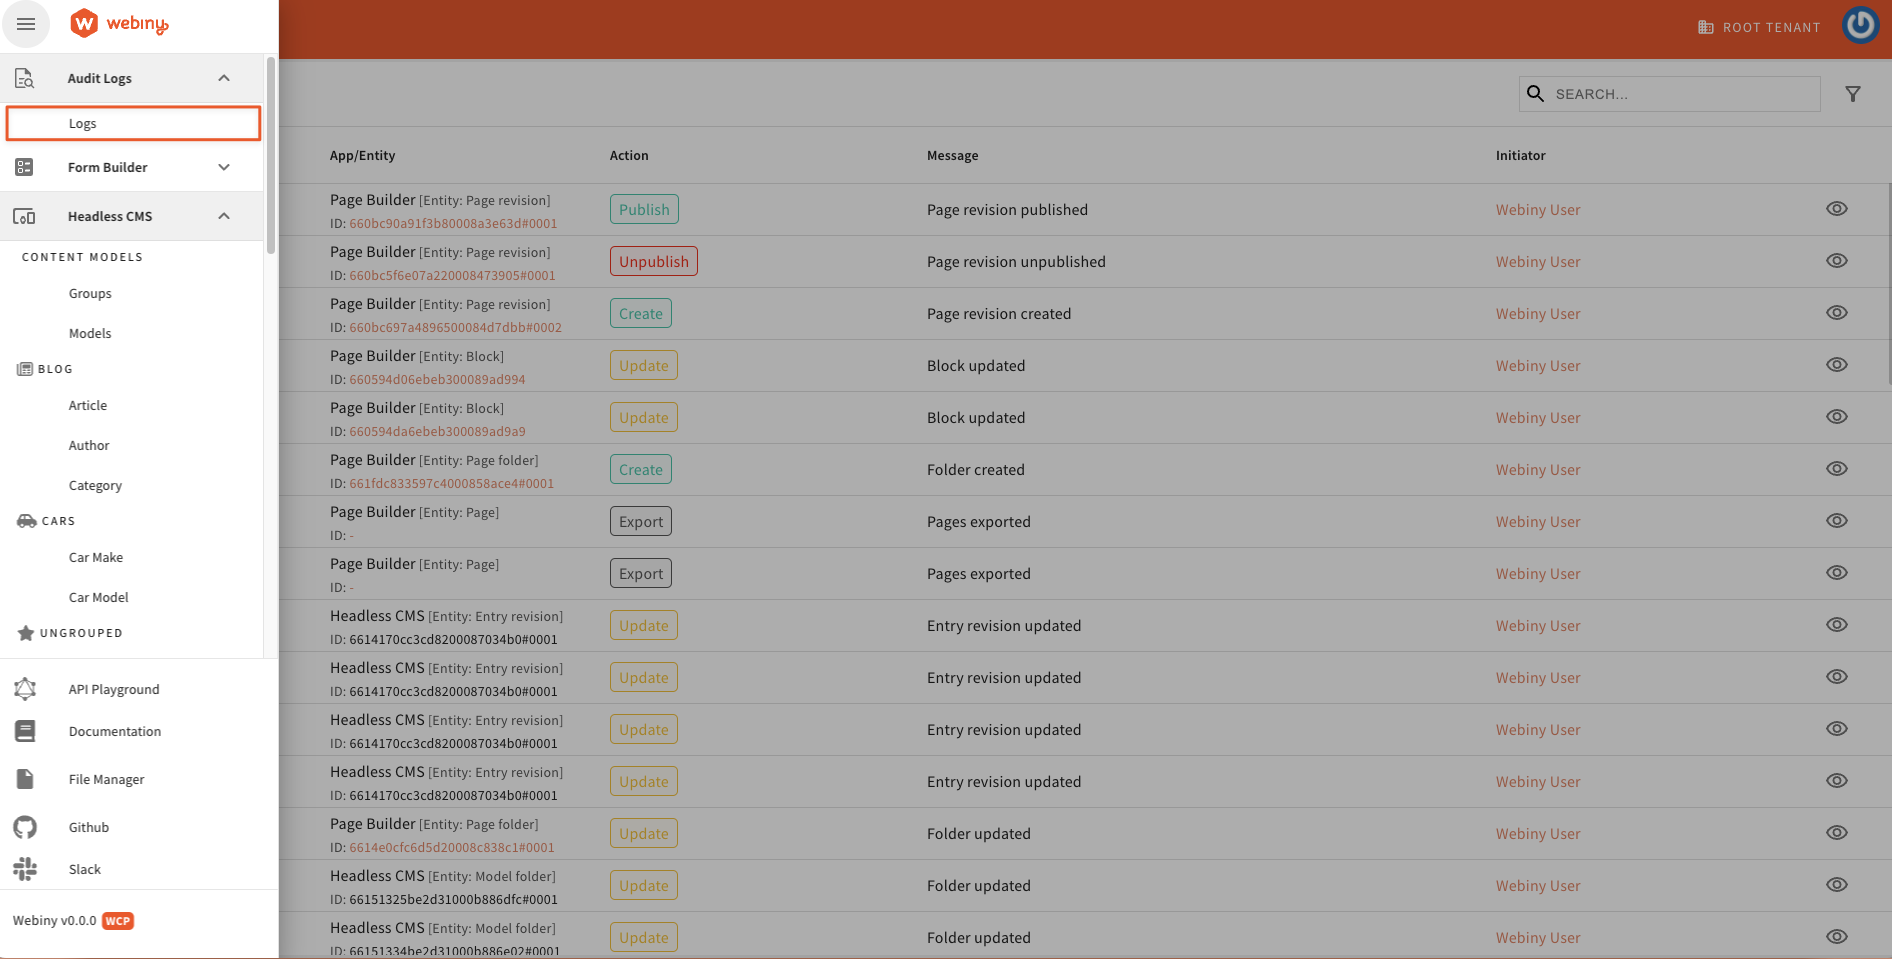 webiny
ROOT TENANT
Audit Logs
Logs
Form Builder
Headless CMS
CONTENT MODELS
Groups
Models
BLOG
Article
Author
Category
CARS
Car Make
Car Model
UNGROUPED
API Playground
Documentation
File Manager
Github
Slack
Webiny v0.0.0 WCP
SEARCH...
App/Entity Action Message Initiator
Page Builder [Entity: Page revision]
ID: 660bc90a91f3b80008a3e63d#0001
Publish Page revision published Webiny User
Page Builder [Entity: Page revision]
ID: 660bc5f6e07a220008473905#0001
Unpublish Page revision unpublished Webiny User
Page Builder [Entity: Page revision]
ID: 660bc697a4896500084d7dbb#0002
Create Page revision created Webiny User
Page Builder [Entity: Block]
ID: 660594d06ebeb300089ad994
Update Block updated Webiny User
Page Builder [Entity: Block]
ID: 660594da6ebeb300089ad9a9
Update Block updated Webiny User
Page Builder [Entity: Page folder]
ID: 661fdc833597c4000858ace4#0001
Create Folder created Webiny User
Page Builder [Entity: Page]
ID: -
Export Pages exported Webiny User
Page Builder [Entity: Page]
ID: -
Export Pages exported Webiny User
Headless CMS [Entity: Entry revision]
ID: 6614170cc3cd8200087034b0#0001
Update Entry revision updated Webiny User
Headless CMS [Entity: Entry revision]
ID: 6614170cc3cd8200087034b0#0001
Update Entry revision updated Webiny User
Headless CMS [Entity: Entry revision]
ID: 6614170cc3cd8200087034b0#0001
Update Entry revision updated Webiny User
Headless CMS [Entity: Entry revision]
ID: 6614170cc3cd8200087034b0#0001
Update Entry revision updated Webiny User
Page Builder [Entity: Page folder]
ID: 6614e0cfc6d5d20008c838c1#0001
Update Folder updated Webiny User
Headless CMS [Entity: Model folder]
ID: 66151325be2d31000b886dfc#0001
Update Folder updated Webiny User
Headless CMS [Entity: Model folder]
ID: 66151334be2d31000b886e02#0001
Update Folder updated Webiny User